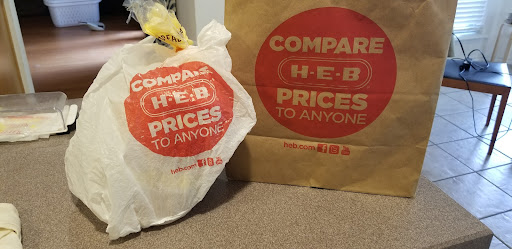 COMPARE
H-E-B
PRICES
TO ANYONE
heb.com
COMPARE
H-E-B
PRICES
TO ANYONE
heb.com